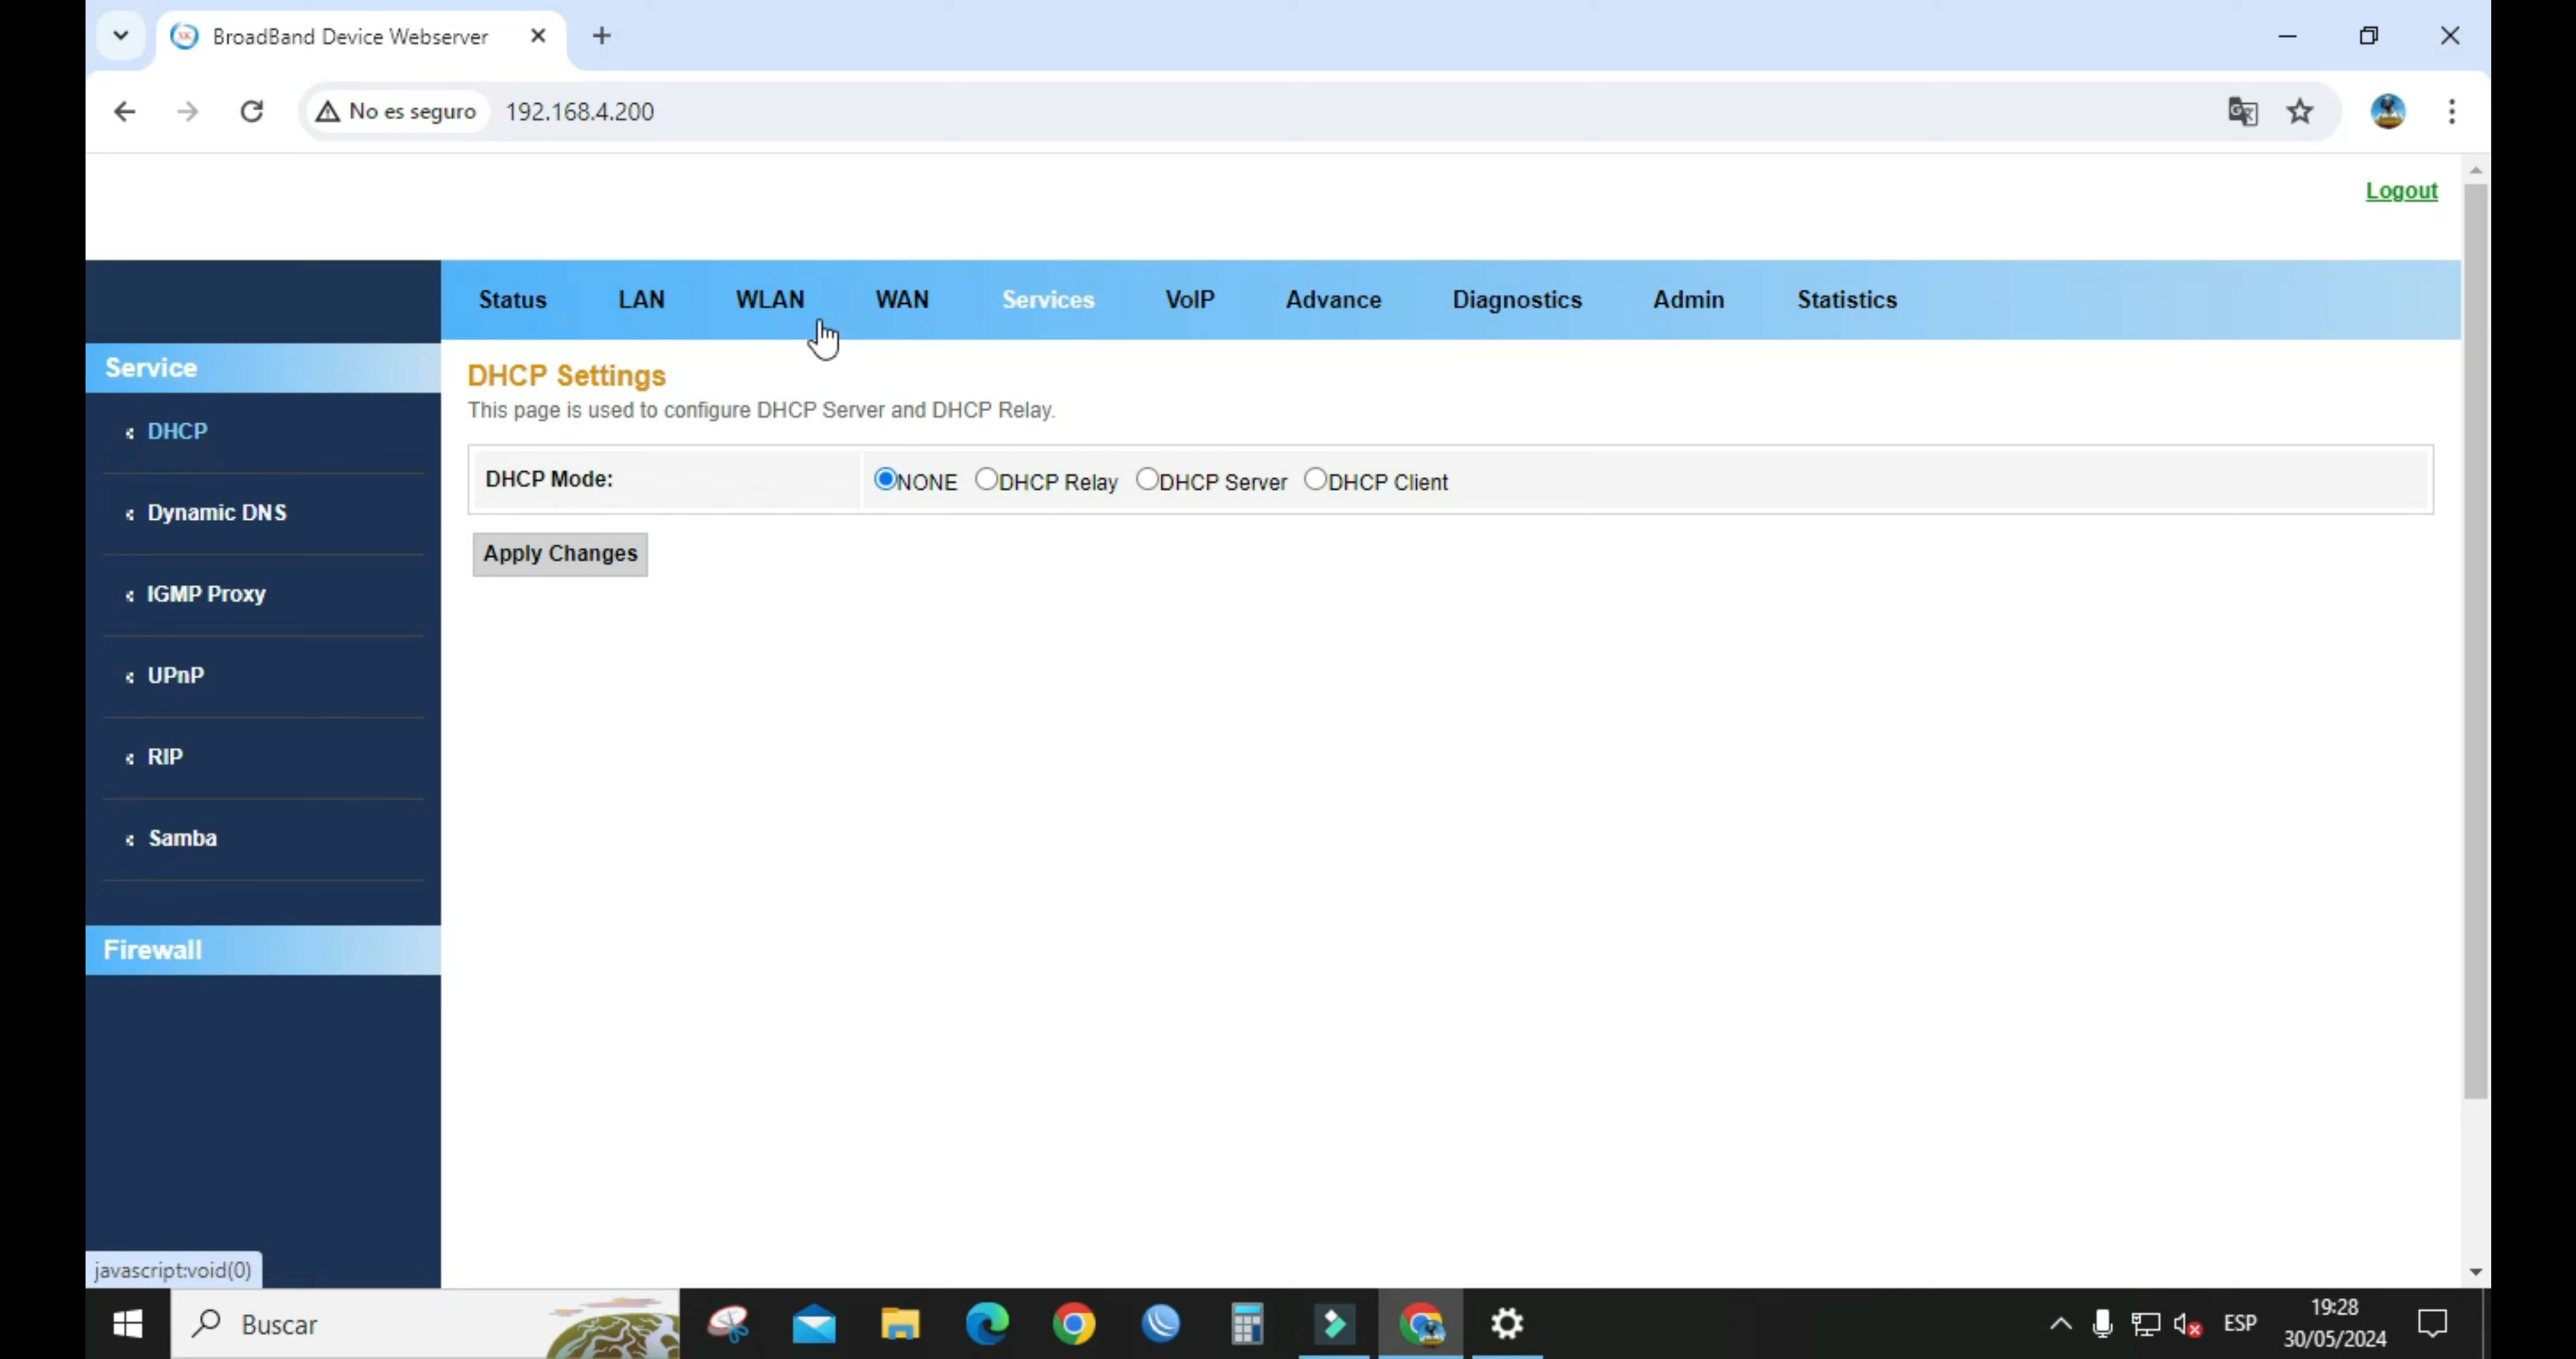 BroadBand Device Webserver
No es seguro
192.168.4.200
Logout
Status LAN WLAN WAN Services VoIP Advance Diagnostics Admin Statistics
Service
DHCP
Dynamic DNS
IGMP Proxy
UPnP
RIP
Samba
Firewall
DHCP Settings
This page is used to configure DHCP Server and DHCP Relay.
DHCP Mode: NONE DHCP Relay DHCP Server DHCP Client
Apply Changes
javascript:void(0)
Buscar
ESP
19:28
30/05/2024